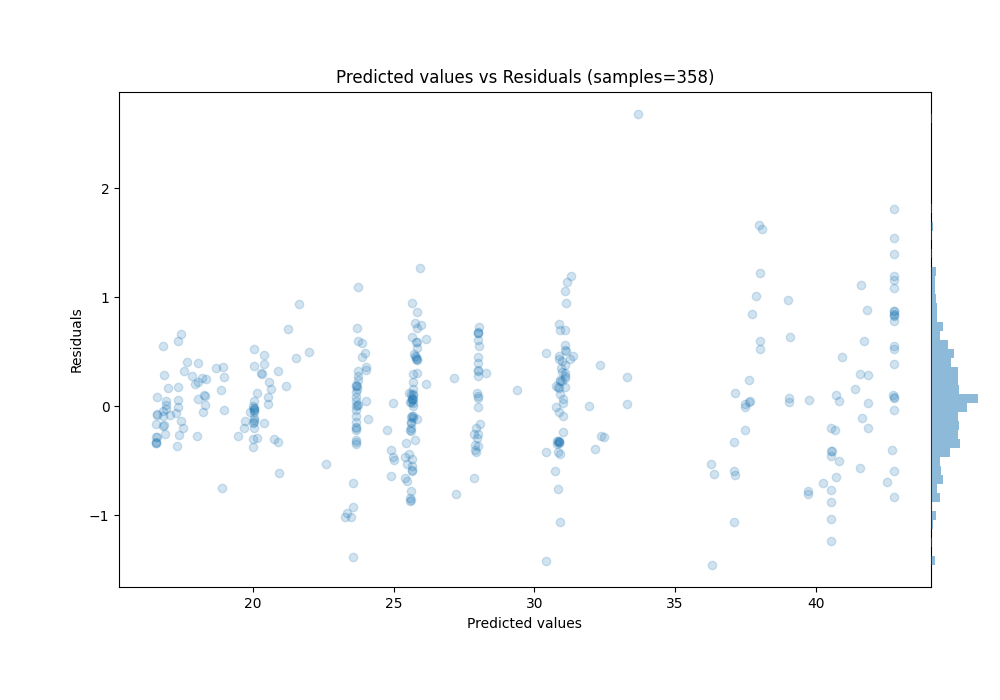 Predicted values vs Residuals (samples=358)
Residuals
2
1
0
−1
20 25 30 35 40
Predicted values